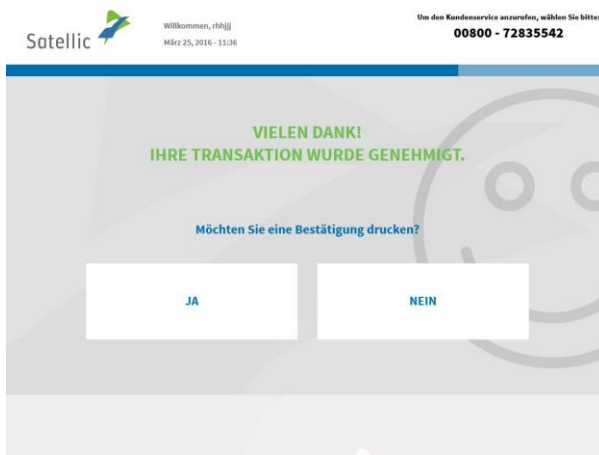 Satellic
Willkommen, rhhjjj
März 25, 2016 - 11:36
Um den Kundenservice anzurufen, wählen Sie bitte:
00800 - 72835542
VIELEN DANK!
IHRE TRANSAKTION WURDE GENEHMIGT.
Möchten Sie eine Bestätigung drucken?
JA
NEIN